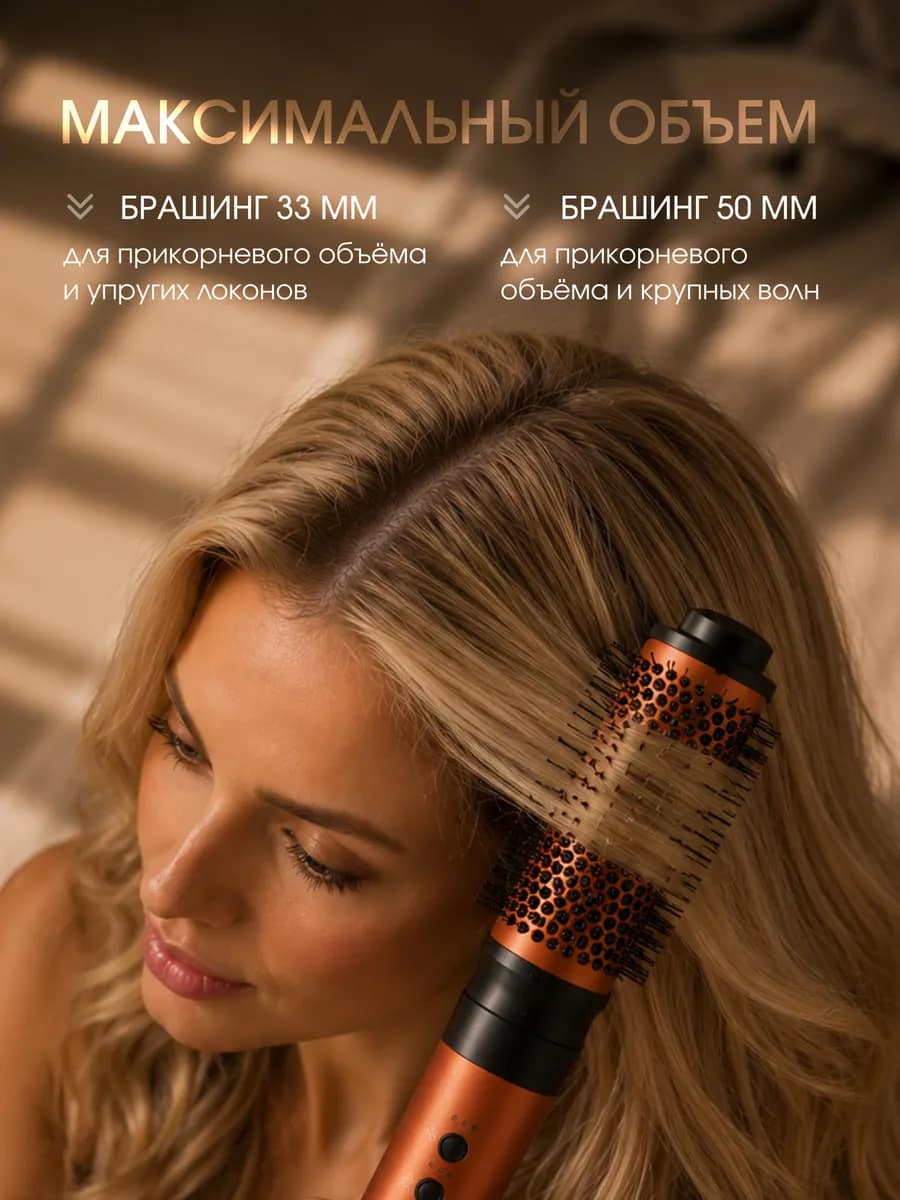 МАКСИМАЛЬНЫЙ ОБЪЕМ
БРАШИНГ 33 ММ
для прикорневого объёма
и упругих локонов
БРАШИНГ 50 ММ
для прикорневого
объёма и крупных волн